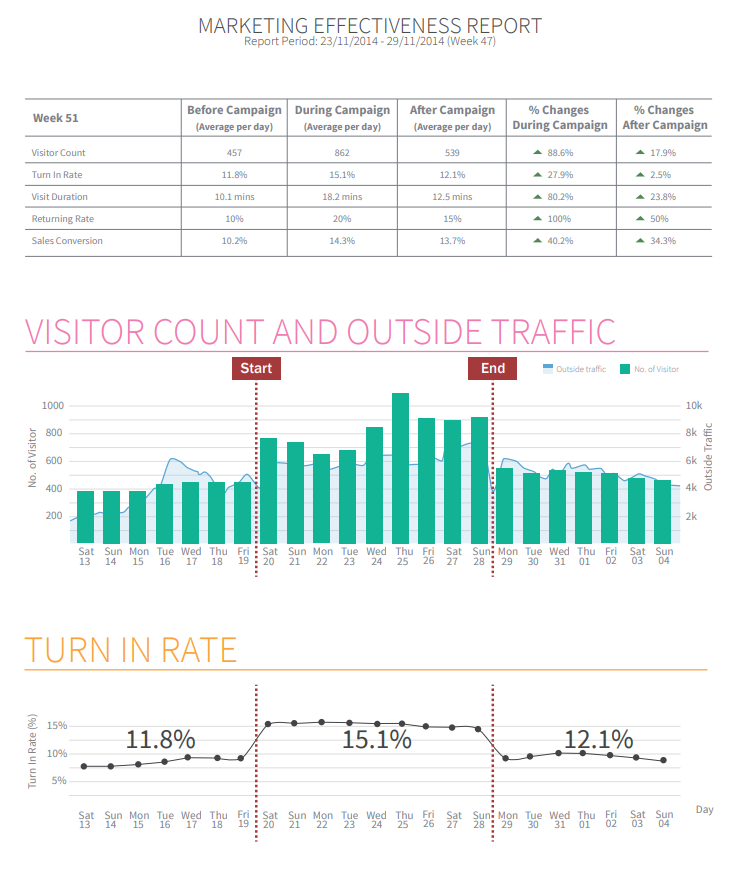 MARKETING EFFECTIVENESS REPORT
Report Period: 23/11/2014 - 29/11/2014 (Week 47)
Week 51 Before Campaign (Average per day) During Campaign (Average per day) After Campaign (Average per day) % Changes During Campaign % Changes After Campaign
Visitor Count 457 862 539 88.6% 17.9%
Turn In Rate 11.8% 15.1% 12.1% 27.9% 2.5%
Visit Duration 10.1 mins 18.2 mins 12.5 mins 80.2% 23.8%
Returning Rate 10% 20% 15% 100% 50%
Sales Conversion 10.2% 14.3% 13.7% 40.2% 34.3%
VISITOR COUNT AND OUTSIDE TRAFFIC
Start End Outside traffic No. of Visitor
No. of Visitor
1000 10k
800 8k
600 6k
400 4k
200 2k
Outside Traffic
Sat Sun Mon Tue Wed Thu Fri Sat Sun Mon Tue Wed Thu Fri Sat Sun Mon Tue Wed Thu Fri Sat Sun
13 14 15 16 17 18 19 20 21 22 23 24 25 26 27 28 29 30 31 01 02 03 04
TURN IN RATE
Turn In Rate (%)
15%
10%
5%
11.8% 15.1% 12.1%
Day
Sat Sun Mon Tue Wed Thu Fri Sat Sun Mon Tue Wed Thu Fri Sat Sun Mon Tue Wed Thu Fri Sat Sun
13 14 15 16 17 18 19 20 21 22 23 24 25 26 27 28 29 30 31 01 02 03 04